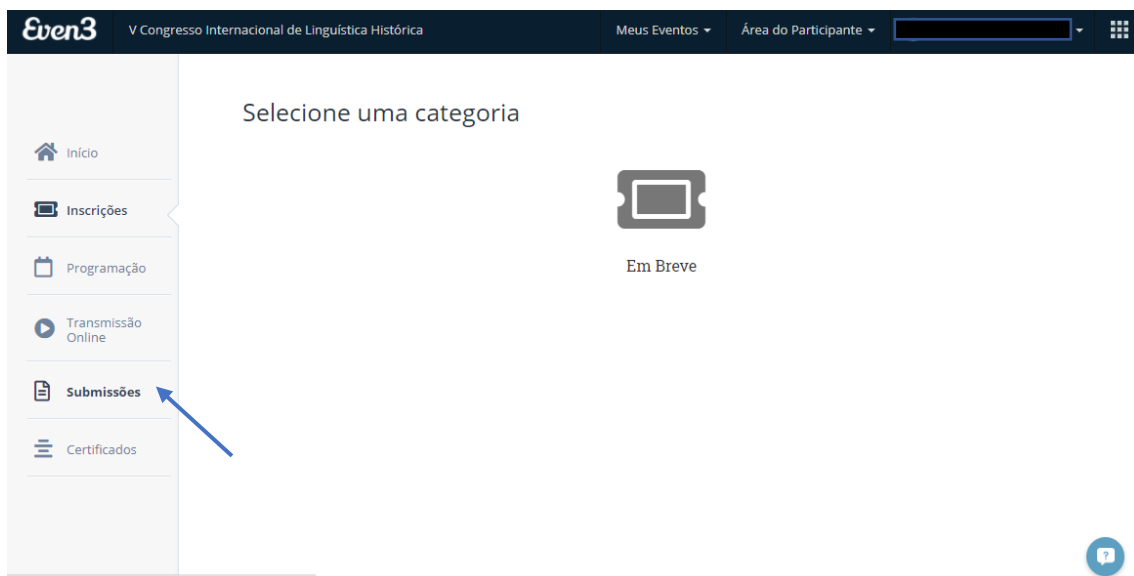 Even3
V Congresso Internacional de Linguística Histórica
Meus Eventos
Área do Participante
Selecione uma categoria
Início
Inscrições
Programação
Transmissão
Online
Submissões
Certificados
Em Breve
?